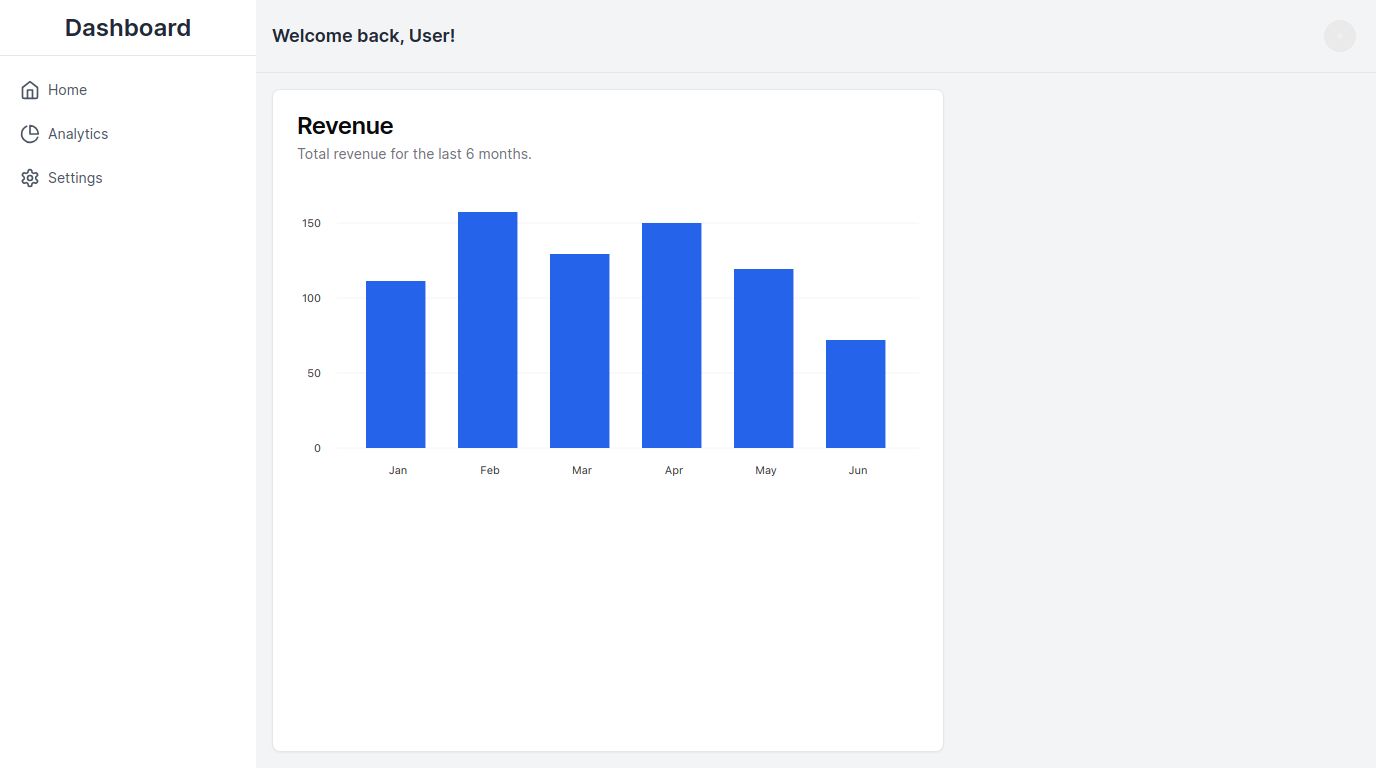 Dashboard
Home
Analytics
Settings
Welcome back, User!
Revenue
Total revenue for the last 6 months.
150
100
50
0
Jan Feb Mar Apr May Jun